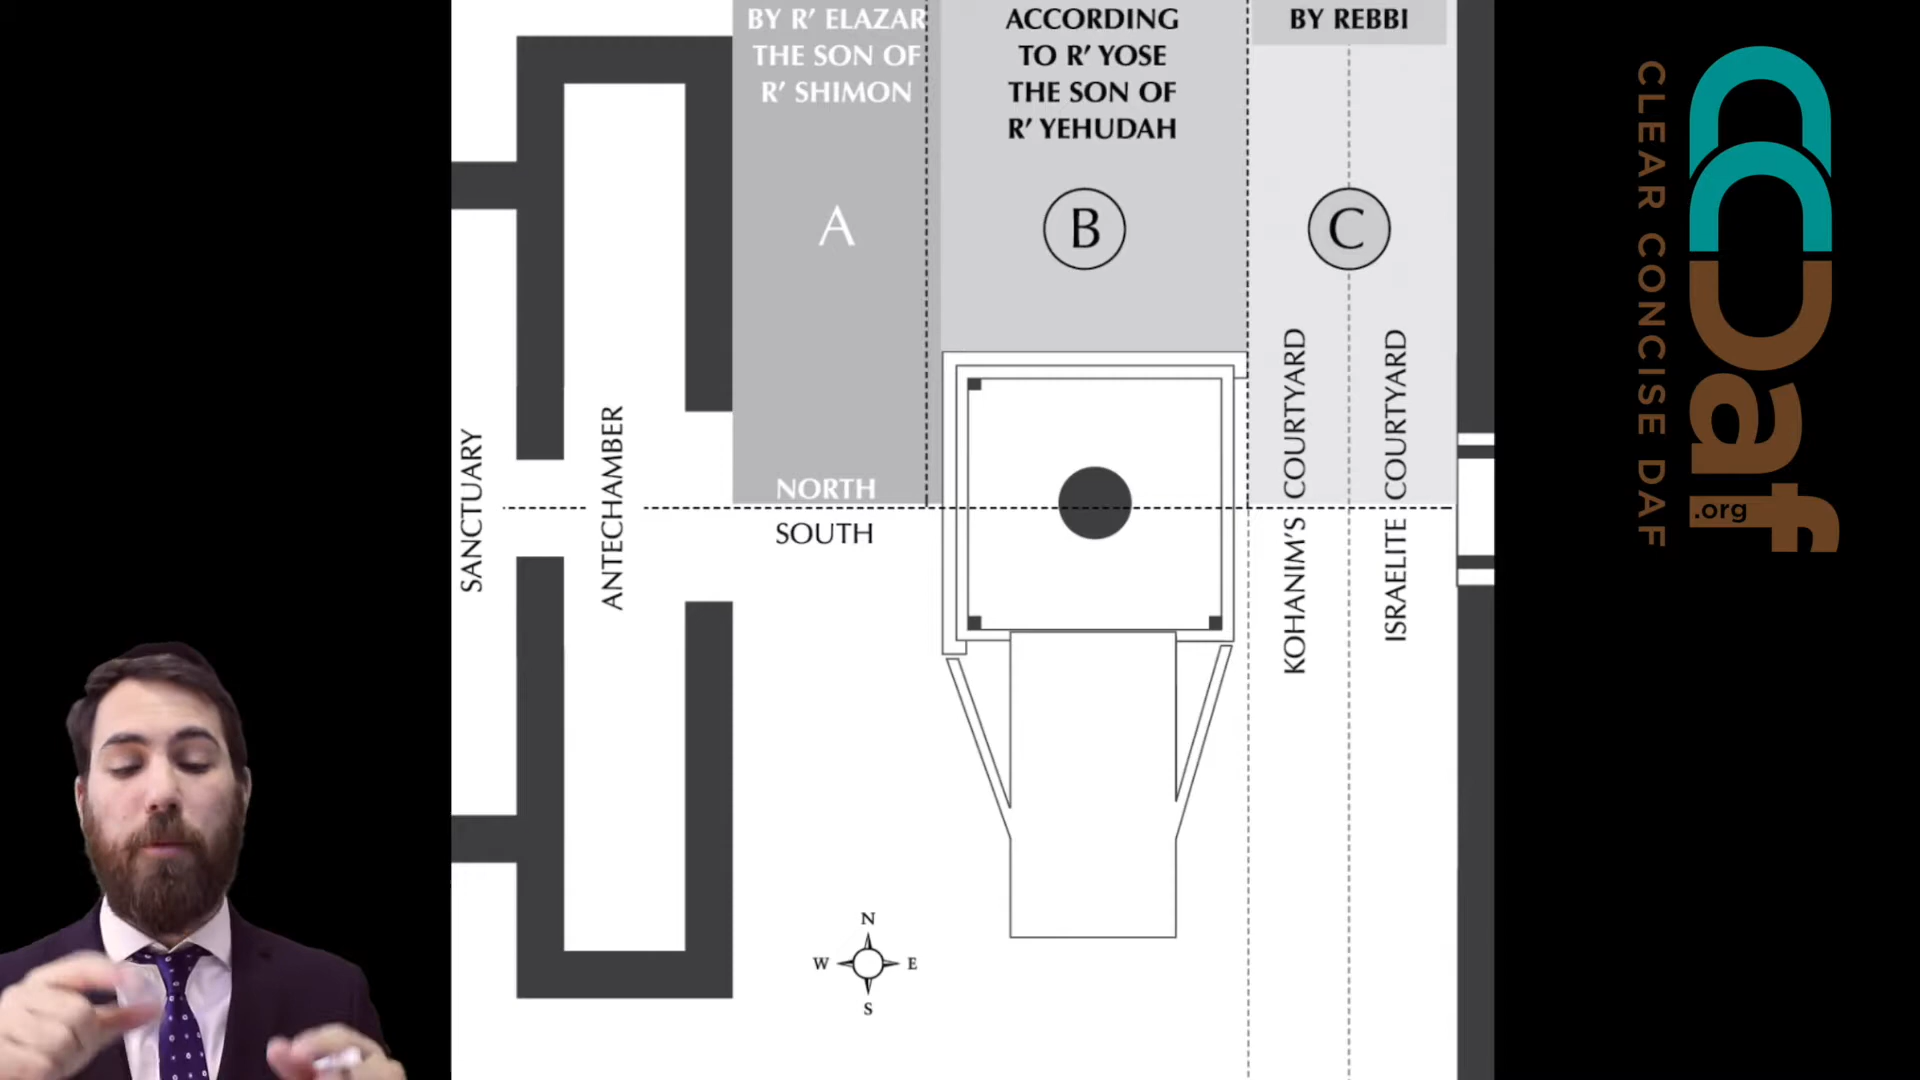 BY R' ELAZAR
THE SON OF
R' SHIMON
ACCORDING
TO R' YOSE
THE SON OF
R' YEHUDAH
BY REBBI
A
B
C
SANCTUARY
ANTECHAMBER
NORTH
SOUTH
KOHANIM'S COURTYARD
ISRAELITE COURTYARD
N
W E
S
CLEAR CONCISE DAF
CCDaf
.org